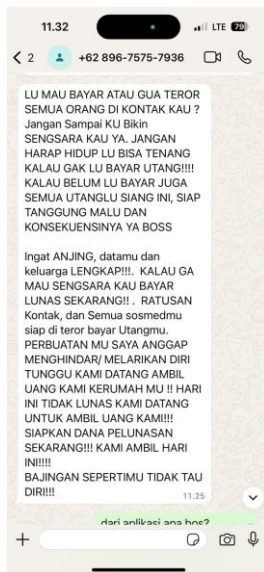 11.32
LTE 79
2
+62 896-7575-7936
LU MAU BAYAR ATAU GUA TEROR
SEMUA ORANG DI KONTAK KAU ?
Jangan Sampai KU Bikin
SENGSARA KAU YA. JANGAN
HARAP HIDUP LU BISA TENANG
KALAU GAK LU BAYAR UTANG!!!!
KALAU BELUM LU BAYAR JUGA
SEMUA UTANGLU SIANG INI, SIAP
TANGGUNG MALU DAN
KONSEKUENSINYA YA BOSS
Ingat ANJING, datamu dan
keluarga LENGKAP!!!. KALAU GA
MAU SENGSARA KAU BAYAR
LUNAS SEKARANG!! . RATUSAN
Kontak, dan Semua sosmedmu
siap di teror bayar Utangmu.
PERBUATAN MU SAYA ANGGAP
MENGHINDAR/ MELARIKAN DIRI
TUNGGU KAMI DATANG AMBIL
UANG KAMI KERUMAH MU !! HARI
INI TIDAK LUNAS KAMI DATANG
UNTUK AMBIL UANG KAMI!!!
SIAPKAN DANA PELUNASAN
SEKARANG!!! KAMI AMBIL HARI
INI!!!!
BAJINGAN SEPERTIMU TIDAK TAU
DIRI!!!
11.25
dari aplikasi apa bos?